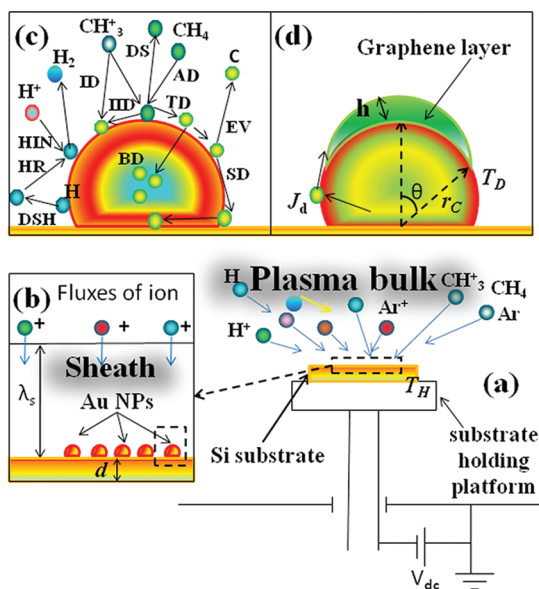 (c)
CH+3
CH4
H2
DS
C
ID
AD
H+
IID
TD
HIN
EV
HR
BD
SD
H
DSH
(d)
Graphene layer
h
θ
TD
Jd
rC
(b)
Fluxes of ion
+
+
+
Sheath
λs
Au NPs
d
Plasma bulk
H
CH+3
CH4
Ar+
Ar
H+
(a)
TH
Si substrate
substrate
holding
platform
Vdc